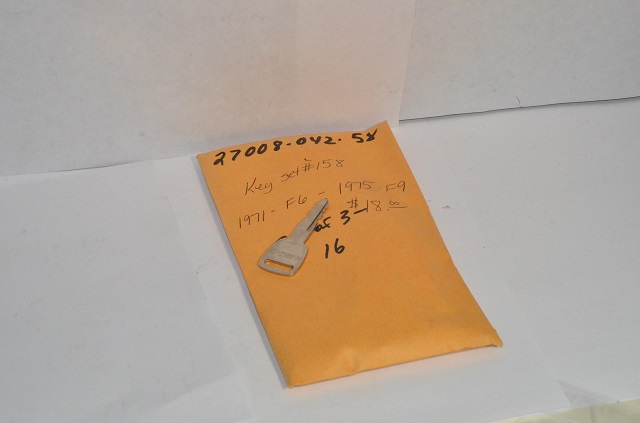 27008-042-58
Key set #158
1971- F6 - 1975 F9
of 3 - #18.00
16